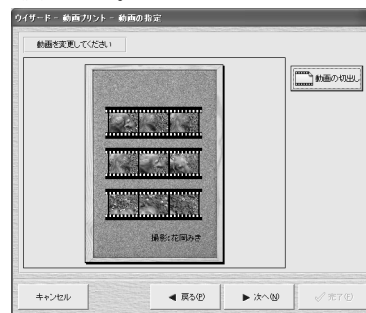 ウィザード - 動画プリント - 動画の指定
動画を変更してください
動画の切出し
撮影:花岡みき
キャンセル
◀ 戻る(P)
▶ 次へ(N)
完了(E)